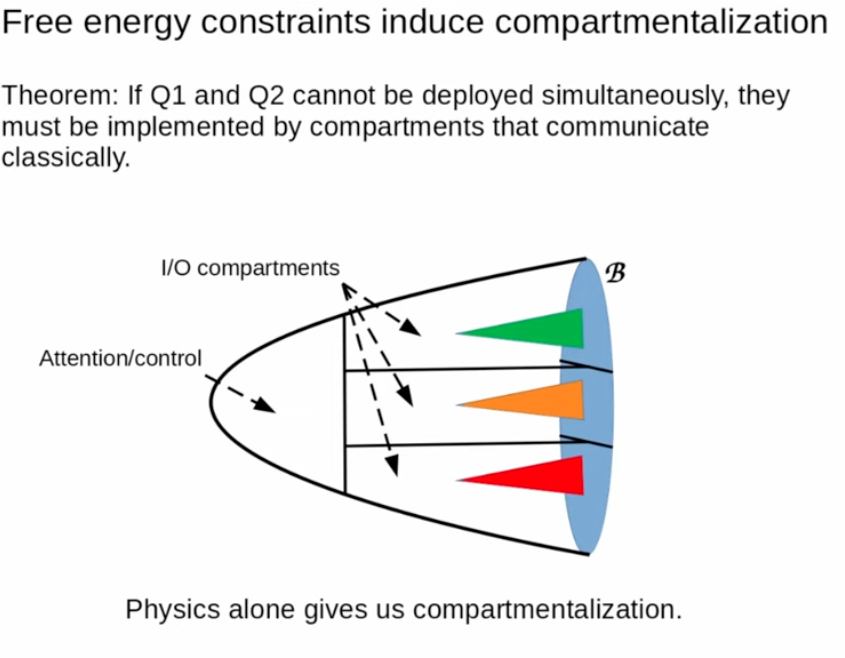 Free energy constraints induce compartmentalization
Theorem: If Q1 and Q2 cannot be deployed simultaneously, they
must be implemented by compartments that communicate
classically.
I/O compartments
ℬ
Attention/control
Physics alone gives us compartmentalization.